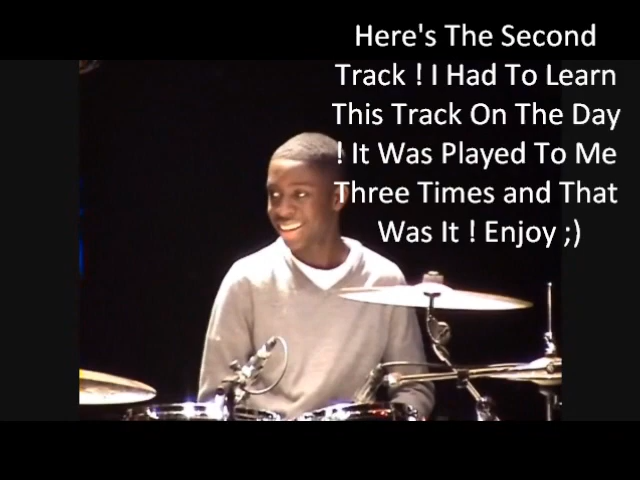 Here's The Second
Track ! I Had To Learn
This Track On The Day
! It Was Played To Me
Three Times and That
Was It ! Enjoy ;)